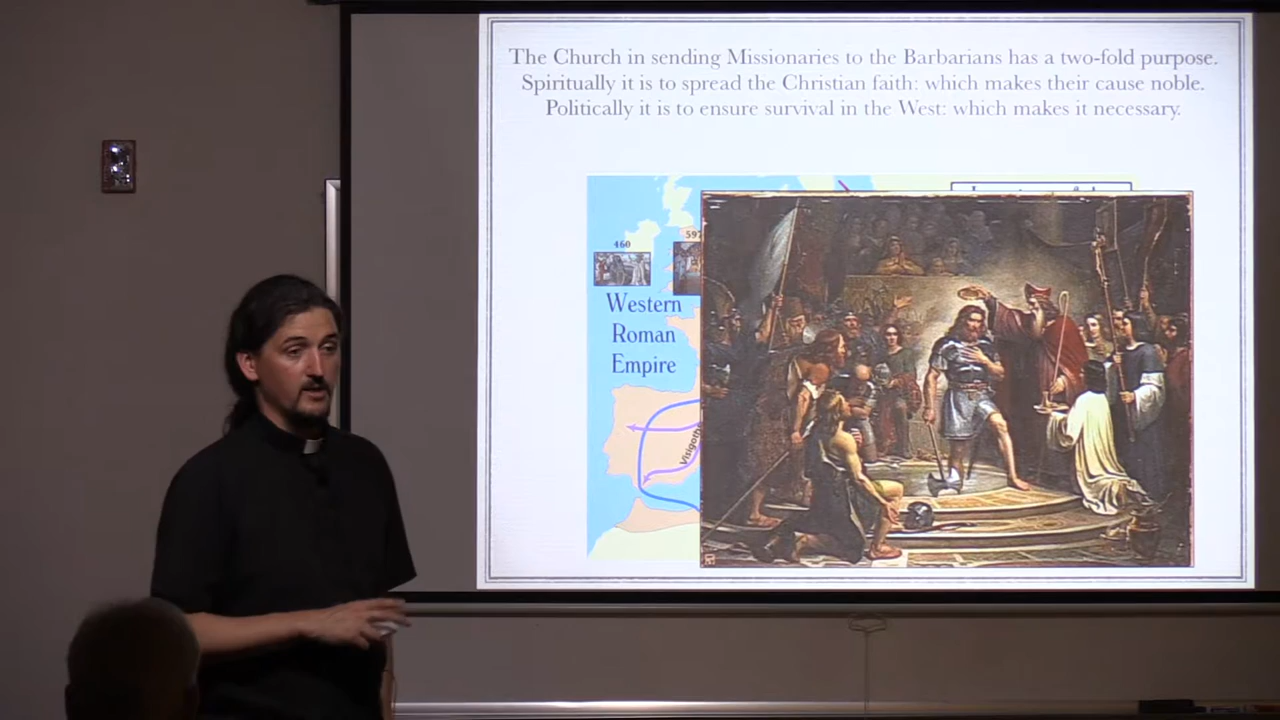 The Church in sending Missionaries to the Barbarians has a two-fold purpose.
Spiritually it is to spread the Christian faith: which makes their cause noble.
Politically it is to ensure survival in the West: which makes it necessary.
460
597
Western
Roman
Empire
Visigoths